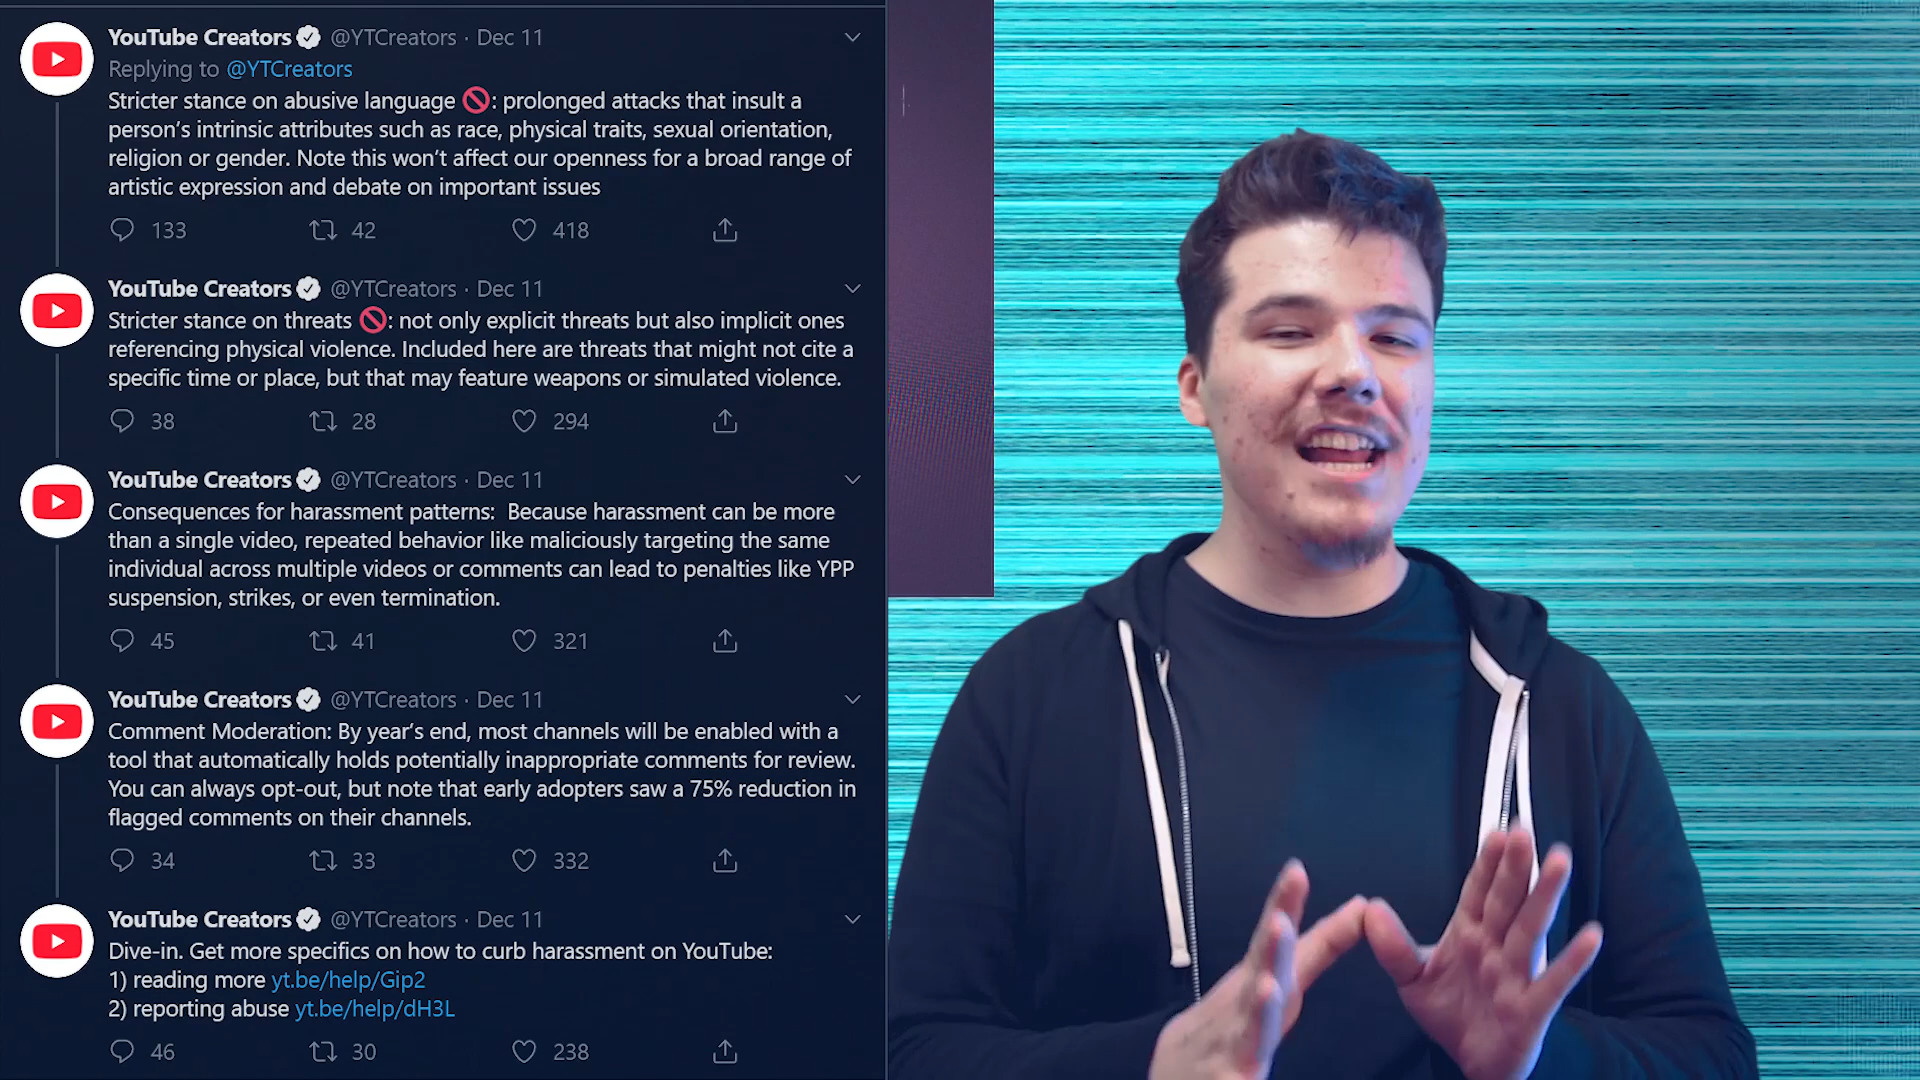 YouTube Creators @YTCreators · Dec 11
Replying to @YTCreators
Stricter stance on abusive language 🚫: prolonged attacks that insult a
person’s intrinsic attributes such as race, physical traits, sexual orientation,
religion or gender. Note this won’t affect our openness for a broad range of
artistic expression and debate on important issues
133 42 418
YouTube Creators @YTCreators · Dec 11
Stricter stance on threats 🚫: not only explicit threats but also implicit ones
referencing physical violence. Included here are threats that might not cite a
specific time or place, but that may feature weapons or simulated violence.
38 28 294
YouTube Creators @YTCreators · Dec 11
Consequences for harassment patterns:  Because harassment can be more
than a single video, repeated behavior like maliciously targeting the same
individual across multiple videos or comments can lead to penalties like YPP
suspension, strikes, or even termination.
45 41 321
YouTube Creators @YTCreators · Dec 11
Comment Moderation: By year’s end, most channels will be enabled with a
tool that automatically holds potentially inappropriate comments for review.
You can always opt-out, but note that early adopters saw a 75% reduction in
flagged comments on their channels.
34 33 332
YouTube Creators @YTCreators · Dec 11
Dive-in. Get more specifics on how to curb harassment on YouTube:
1) reading more yt.be/help/Gip2
2) reporting abuse yt.be/help/dH3L
46 30 238